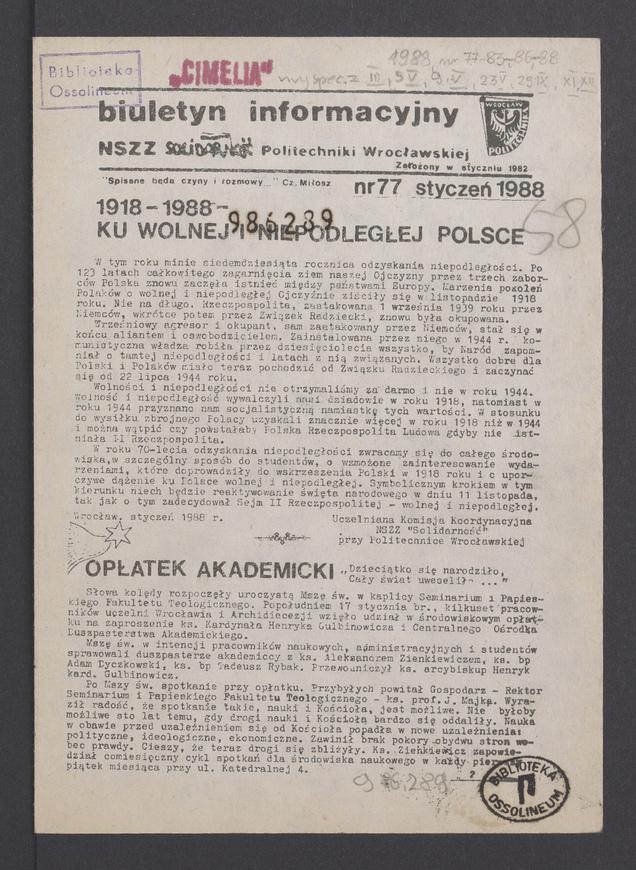 Biblioteka
Ossolineum
„CIMELIA"
1988, nr 77-83-86-88
biuletyn informacyjny
WROCŁAW
POLITECHNIKA
NSZZ SOLIDARNOŚĆ Politechniki Wrocławskiej
Założony w styczniu 1982
"Spisane będą czyny i rozmowy..." Cz. Miłosz
nr 77 styczeń 1988
58
1918-1988-
986289
KU WOLNEJ I NIEPODLEGŁEJ POLSCE
W tym roku minie siedemdziesiąta rocznica odzyskania niepodległości. Po
123 latach całkowitego zagarnięcia ziem naszej Ojczyzny przez trzech zabor-
ców Polska znowu zaczęła istnieć między państwami Europy. Marzenia pokoleń
Polaków o wolnej i niepodległej Ojczyźnie ziściły się w listopadzie 1918
roku. Nie na długo. Rzeczpospolita, zaatakowana 1 września 1939 roku przez
Niemców, wkrótce potem przez Związek Radziecki, znowu była okupowana.
Wrześniowy agresor i okupant, sam zaatakowany przez Niemców, stał się w
końcu aliantem i oswobodzicielem. Zainstalowana przez niego w 1944 r. ko-
munistyczna władza robiła przez dziesięciolecia wszystko, by Naród zapom-
niał o tamtej niepodległości i latach z nią związanych. Wszystko dobre dla
Polski i Polaków miało teraz pochodzić od Związku Radzieckiego i zaczynać
się od 22 lipca 1944 roku.
Wolności i niepodległości nie otrzymaliśmy za darmo i nie w roku 1944.
Wolność i niepodległość wywalczyli nasi dziadowie w roku 1918, natomiast w
roku 1944 przyznano nam socjalistyczną namiastkę tych wartości. W stosunku
do wysiłku zbrojnego Polacy uzyskali znacznie więcej w roku 1918 niż w 1944
i można wątpić czy powstałaby Polska Rzeczpospolita Ludowa gdyby nie ist-
niała II Rzeczpospolita.
W roku 70-lecia odzyskania niepodległości zwracamy się do całego środo-
wiska,w szczególny sposób do studentów, o wzmożone zainteresowanie wyda-
rzeniami, które doprowadziły do wskrzeszenia Polski w 1918 roku i o upor-
czywe dążenie ku Polsce wolnej i niepodległej. Symbolicznym krokiem w tym
kierunku niech będzie reaktywowanie święta narodowego w dniu 11 listopada,
tak jak o tym zadecydował Sejm II Rzeczpospolitej - wolnej i niepodległej.
Wrocław, styczeń 1988 r.
Uczelniana Komisja Koordynacyjna
NSZZ "Solidarność"
przy Politechnice Wrocławskiej
OPŁATEK AKADEMICKI
„Dzieciątko się narodziło,
Cały świat uweseliło ..."
Słowa kolędy rozpoczęły uroczystą Mszę św. w kaplicy Seminarium i Papies-
kiego Fakultetu Teologicznego. Popołudniem 17 stycznia br., kilkuset pracow-
ników uczelni Wrocławia i Archidiecezji wzięło udział w środowiskowym opłat-
ku na zaproszenie ks. Kardynała Henryka Gulbinowicza i Centralnego Ośrodka
Duszpasterstwa Akademickiego.
Mszę św. w intencji pracowników naukowych, administracyjnych i studentów
sprawowali duszpasterze akademiccy z ks. Aleksandrem Zienkiewiczem, ks. bp
Adam Dyczkowski, ks. bp Tadeusz Rybak. Przewodniczył ks. arcybiskup Henryk
kard. Gulbinowicz.
Po Mszy św. spotkanie przy opłatku. Przybyłych powitał Gospodarz - Rektor
Seminarium i Papieskiego Fakultetu Teologicznego - ks. prof. J. Majka. Wyra-
ził radość, że spotkanie takie, nauki i Kościoła, jest możliwe. Nie byłoby
możliwe sto lat temu, gdy drogi nauki i Kościoła bardzo się oddaliły. Nauka
w obawie przed uzależnieniem się od Kościoła popadła w nowe uzależnienia:
polityczne, ideologiczne, ekonomiczne. Zawinił brak pokory obydwu stron wo-
bec prawdy. Cieszy, że teraz drogi się zbliżyły. Ks. Zienkiewicz zapowie-
dział comiesięczny cykl spotkań dla środowiska naukowego w każdy
piątek miesiąca przy ul. Katedralnej 4.
986.289
BIBLIOTEKA
OSSOLINEUM